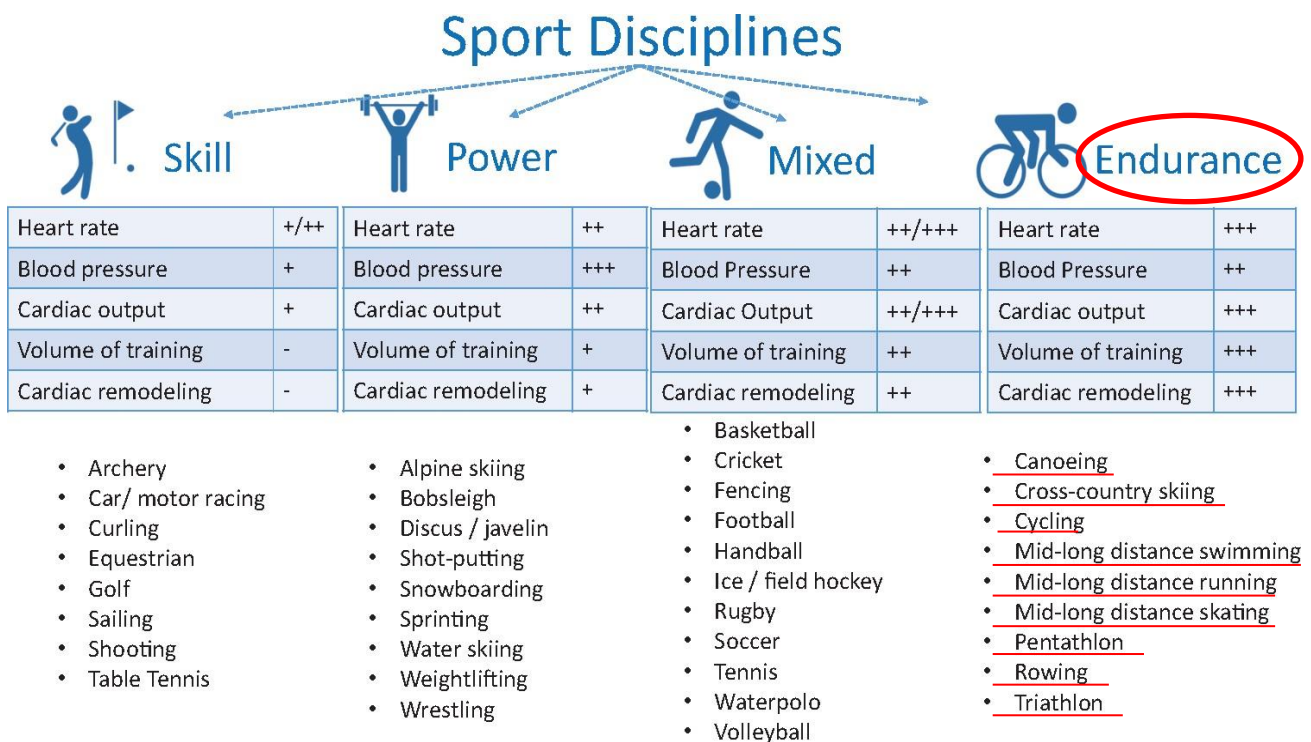 Sport Disciplines
Skill
Heart rate +/++
Blood pressure +
Cardiac output +
Volume of training -
Cardiac remodeling -
• Archery
• Car/ motor racing
• Curling
• Equestrian
• Golf
• Sailing
• Shooting
• Table Tennis
Power
Heart rate ++
Blood pressure +++
Cardiac output ++
Volume of training +
Cardiac remodeling +
• Alpine skiing
• Bobsleigh
• Discus / javelin
• Shot-putting
• Snowboarding
• Sprinting
• Water skiing
• Weightlifting
• Wrestling
Mixed
Heart rate ++/+++
Blood Pressure ++
Cardiac Output ++/+++
Volume of training ++
Cardiac remodeling ++
• Basketball
• Cricket
• Fencing
• Football
• Handball
• Ice / field hockey
• Rugby
• Soccer
• Tennis
• Waterpolo
• Volleyball
Endurance
Heart rate +++
Blood Pressure ++
Cardiac output +++
Volume of training +++
Cardiac remodeling +++
• Canoeing
• Cross-country skiing
• Cycling
• Mid-long distance swimming
• Mid-long distance running
• Mid-long distance skating
• Pentathlon
• Rowing
• Triathlon